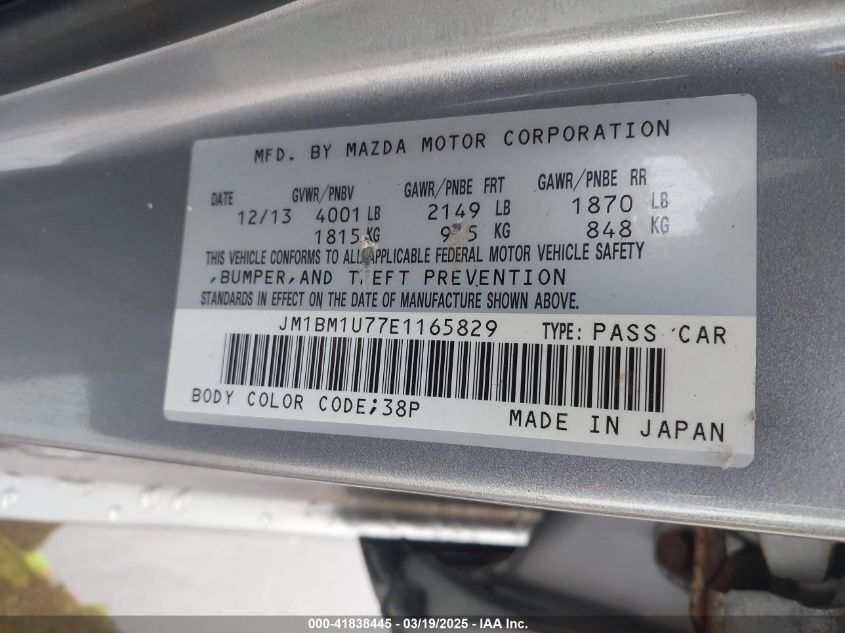 MFD. BY MAZDA MOTOR CORPORATION
DATE GVWR/PNBV GAWR/PNBE FRT GAWR/PNBE RR
12/13 4001 LB 2149 LB 1870 LB
1815 KG KG 848 KG
THIS VEHICLE CONFORMS TO ALL APPLICABLE FEDERAL MOTOR VEHICLE SAFETY
,BUMPER,AND THEFT PREVENTION
STANDARDS IN EFFECT ON THE DATE OF MANUFACTURE SHOWN ABOVE.
JM1BM1U77E1165829 TYPE: PASS CAR
BODY COLOR CODE;38P MADE IN JAPAN
000-41838445 - 03/19/2025 - IAA Inc.